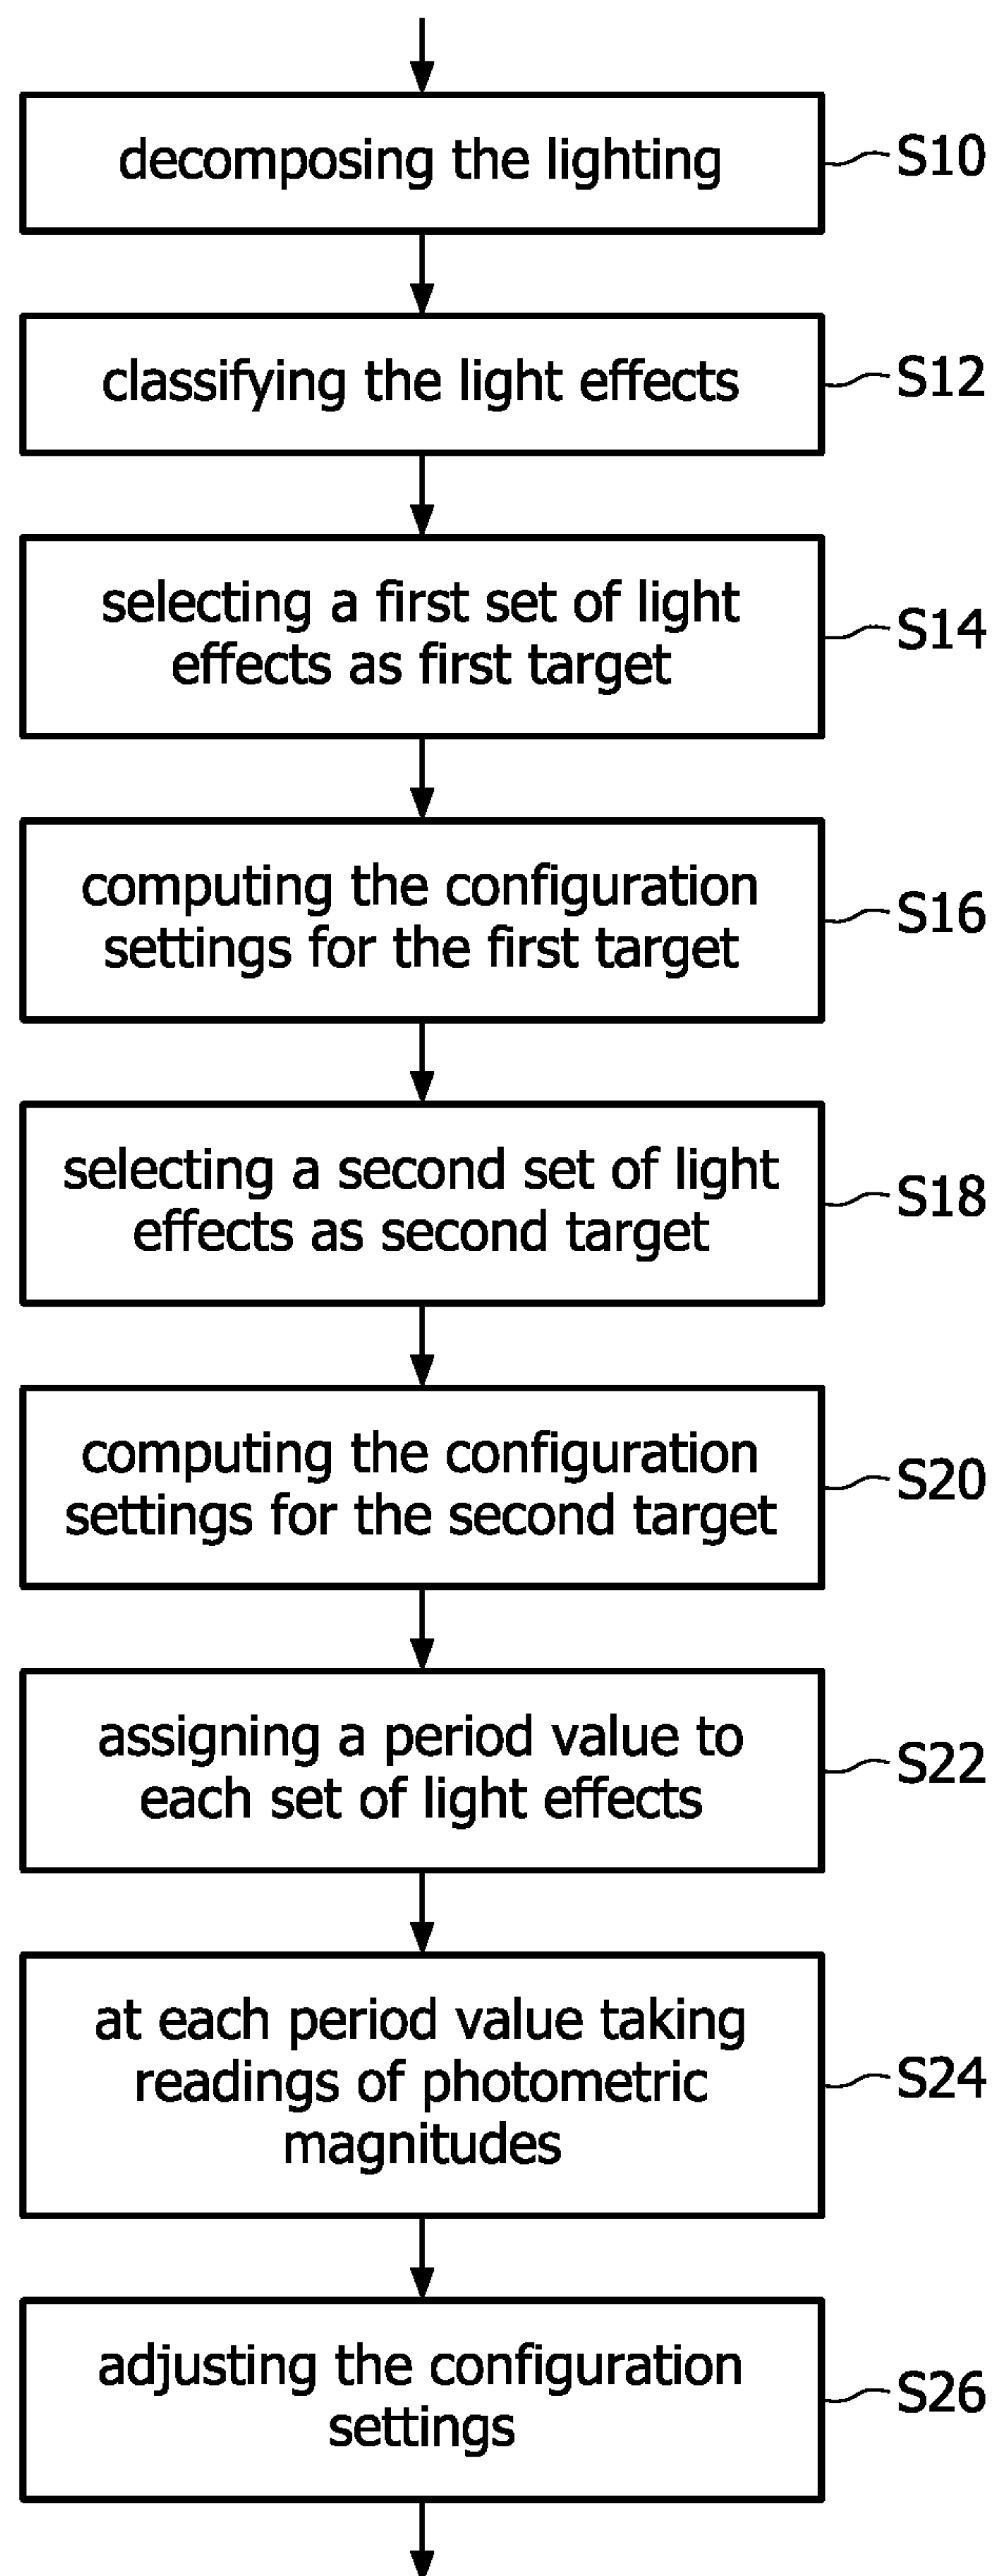 decomposing the lighting
S10
classifying the light effects
S12
selecting a first set of light
effects as first target
S14
computing the configuration
settings for the first target
S16
selecting a second set of light
effects as second target
S18
computing the configuration
settings for the second target
S20
assigning a period value to
each set of light effects
S22
at each period value taking
readings of photometric
magnitudes
S24
adjusting the configuration
settings
S26